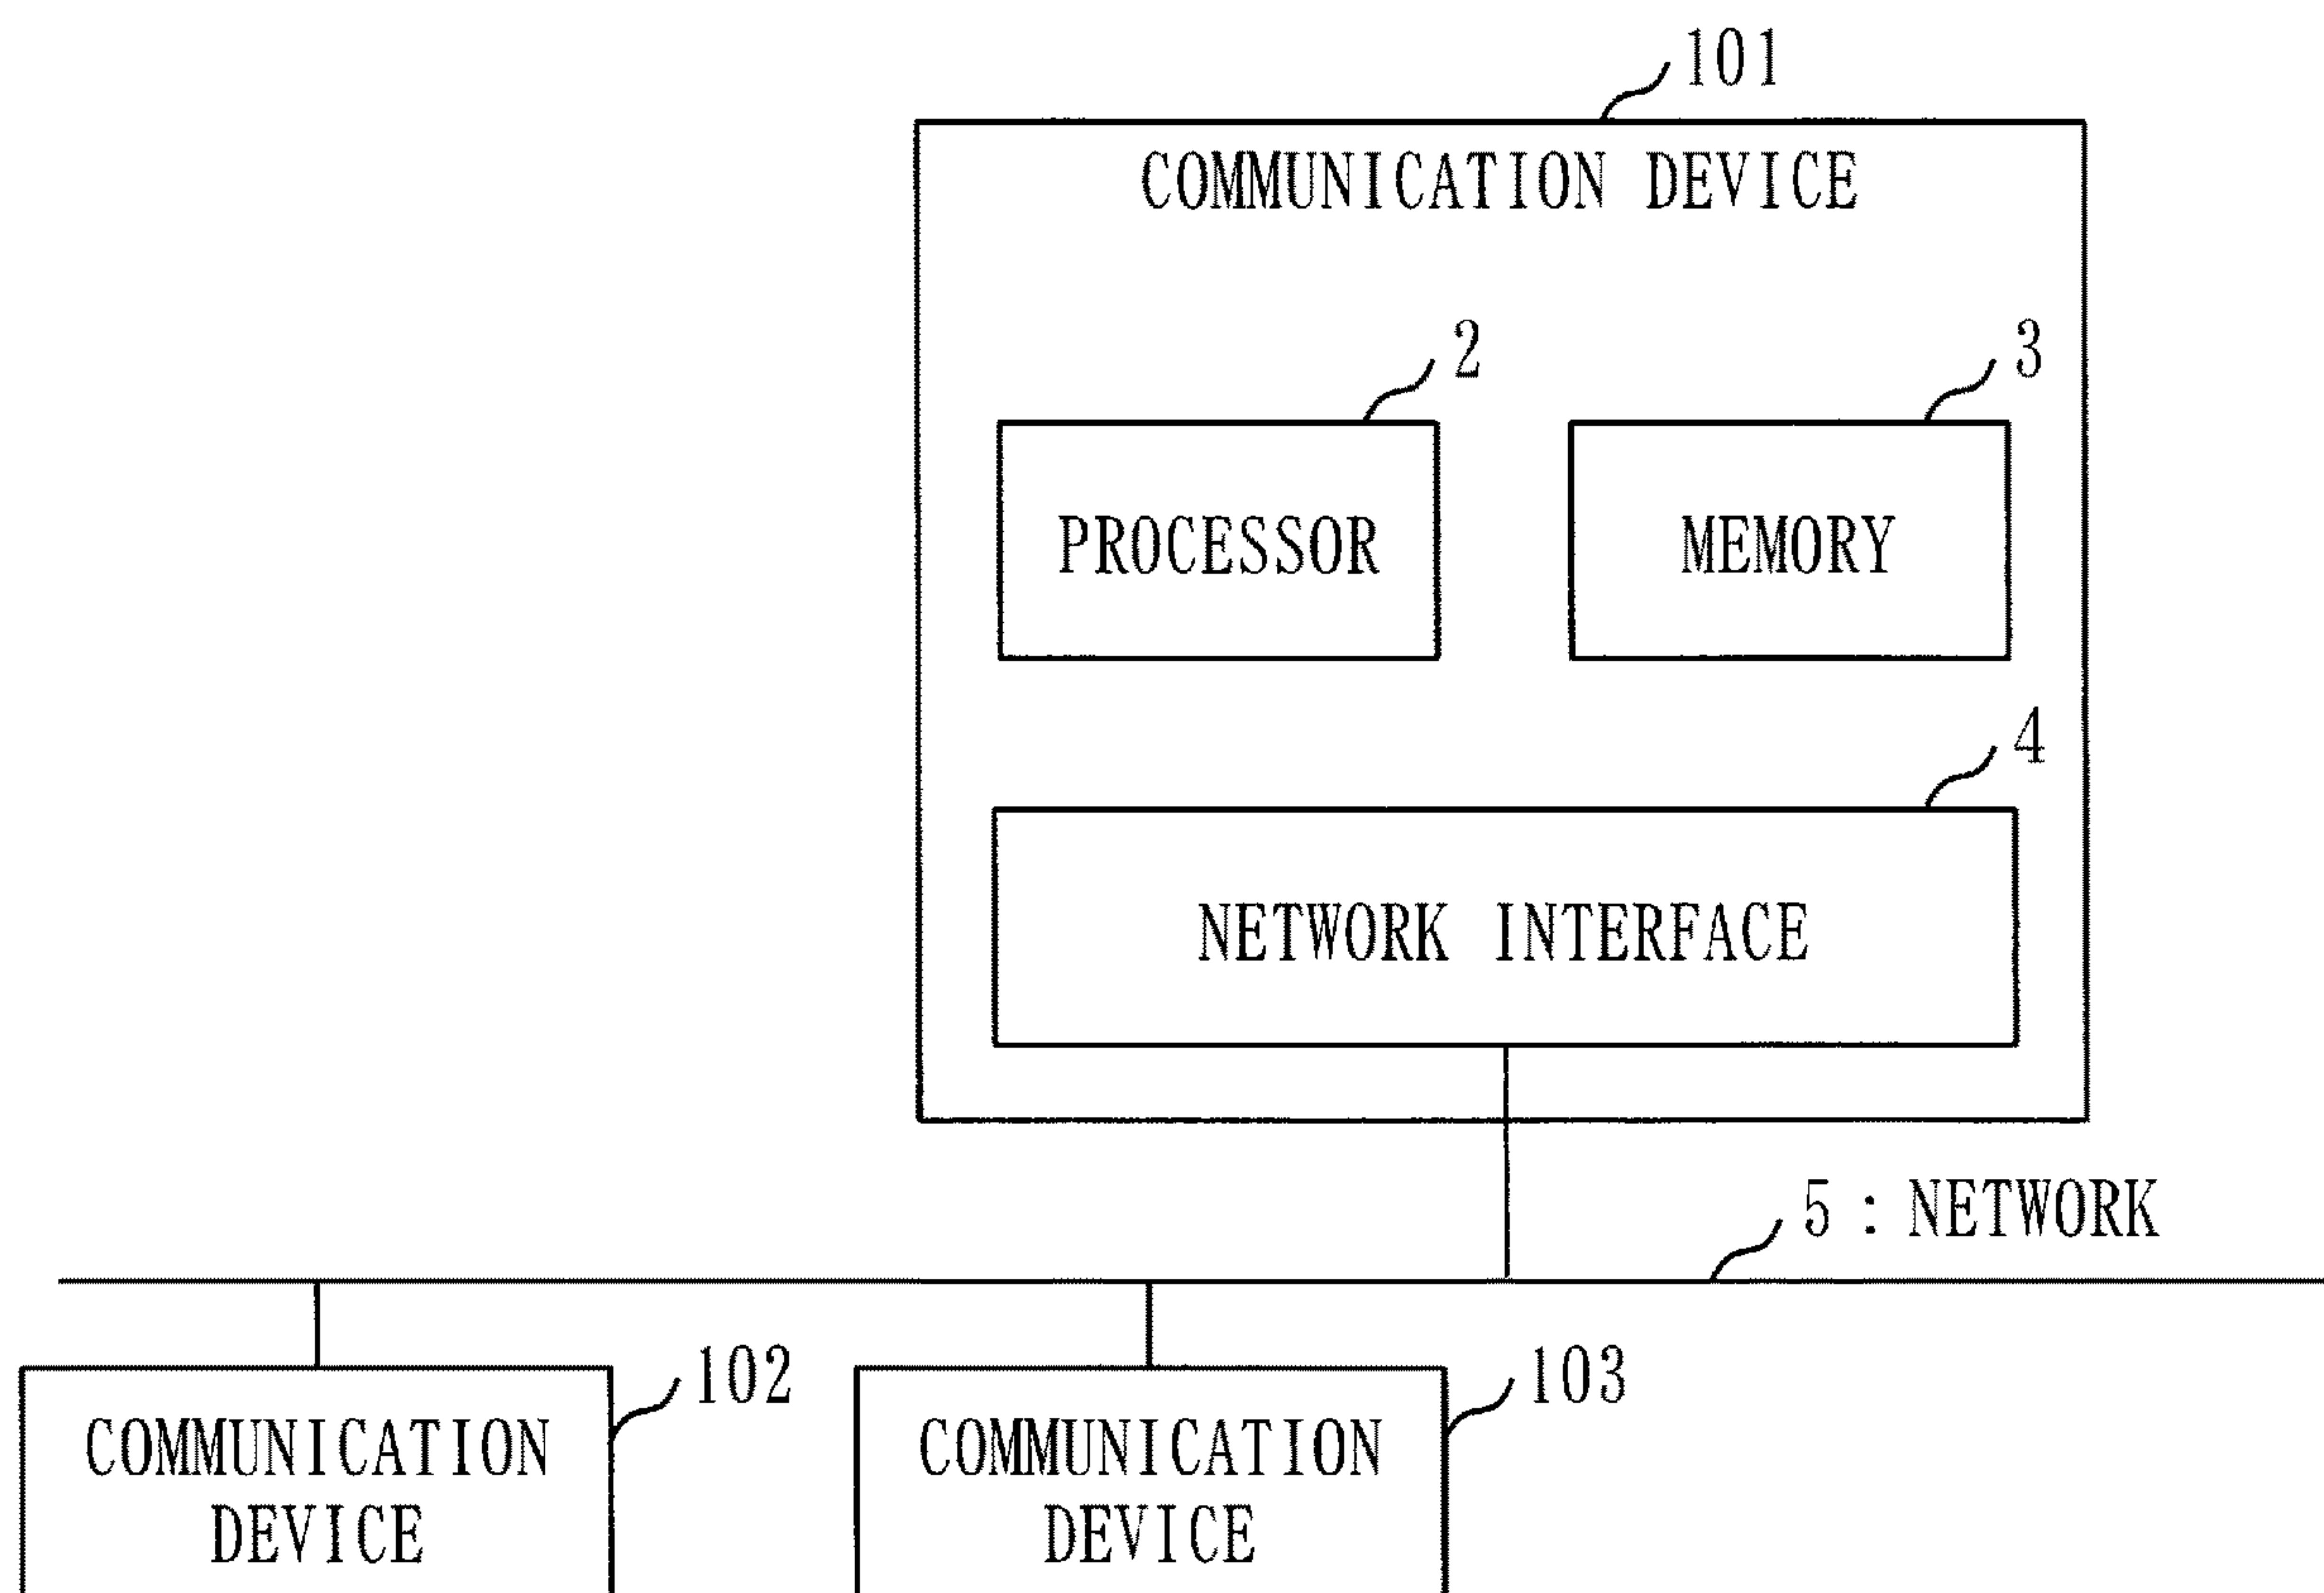 101
COMMUNICATION DEVICE
2
3
PROCESSOR
MEMORY
4
NETWORK INTERFACE
5 : NETWORK
102
103
COMMUNICATION
DEVICE
COMMUNICATION
DEVICE